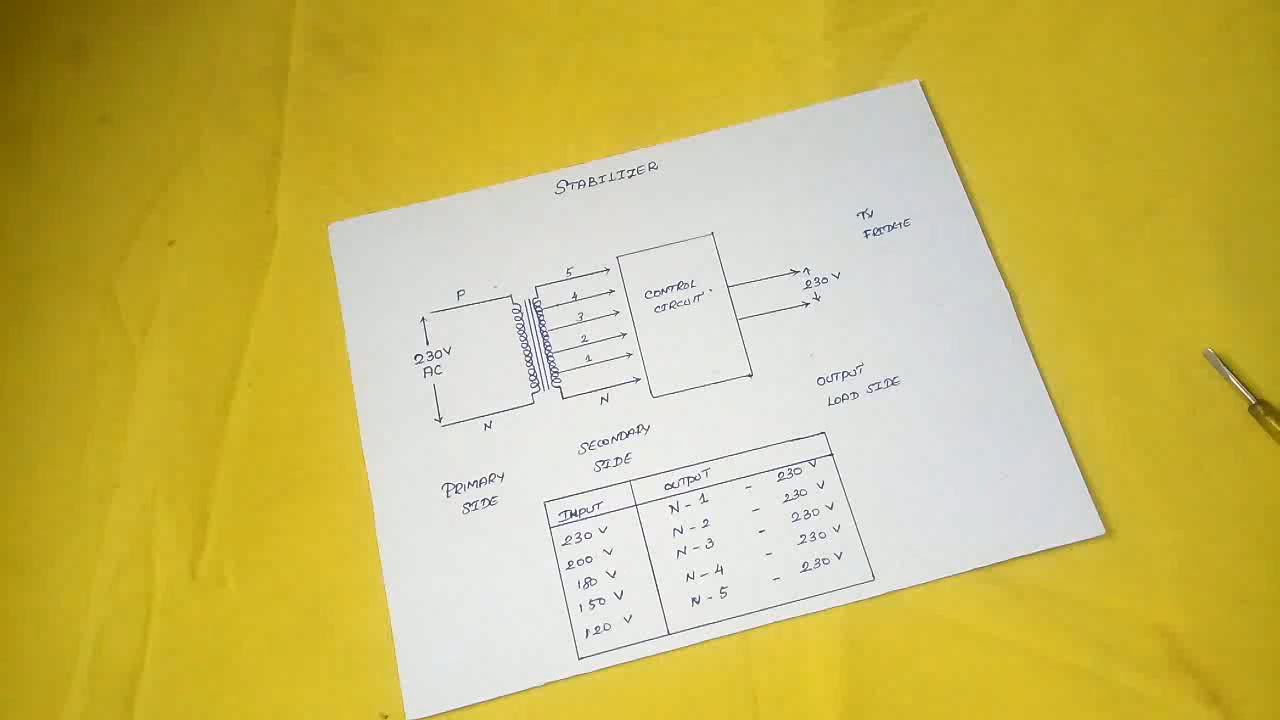 STABILIZER
TV
FRIDGE
P
5
4
3
2
1
N
N
230V
AC
CONTROL
CIRCUIT
230 V
OUTPUT
LOAD SIDE
SECONDARY
SIDE
PRIMARY
SIDE
INPUT OUTPUT
230 V N-1 - 230 V
200 V N-2 - 230 V
180 V N-3 - 230 V
150 V N-4 - 230 V
120 V N-5 - 230 V